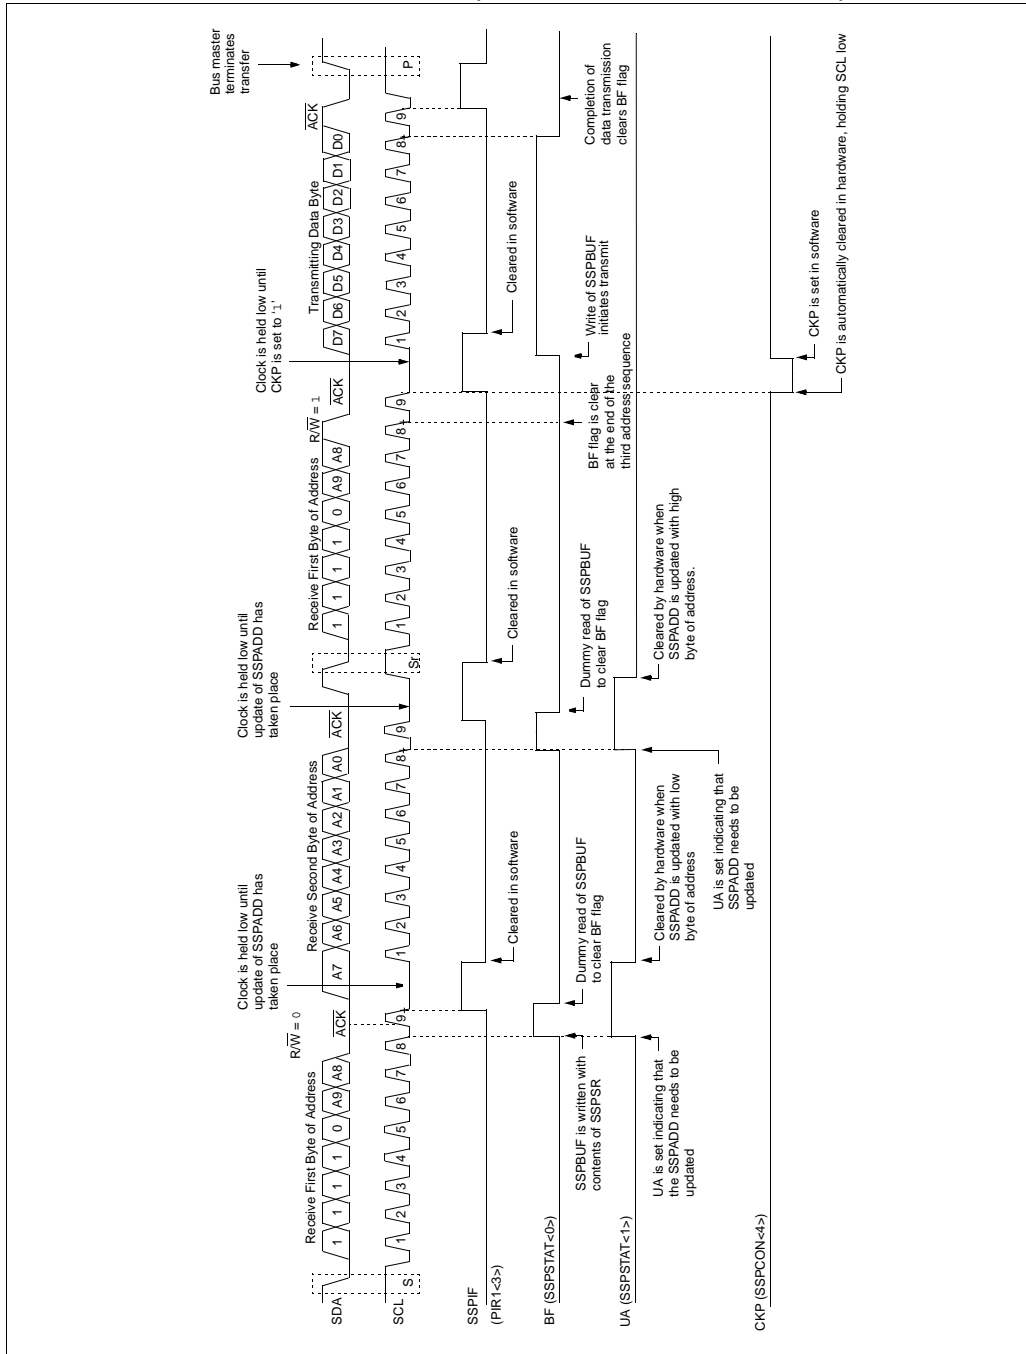 Receive First Byte of Address
R/W = 0
Clock is held low until
update of SSPADD has
taken place
Receive Second Byte of Address
Clock is held low until
update of SSPADD has
taken place
Receive First Byte of Address
R/W = 1
Clock is held low until
CKP is set to ‘1’
Transmitting Data Byte
Bus master
terminates
transfer
SDA
1 1 1 1 0 A9 A8
ACK
A7 A6 A5 A4 A3 A2 A1 A0
ACK
1 1 1 1 0 A9 A8
ACK
D7 D6 D5 D4 D3 D2 D1 D0
ACK
SCL
S
1 2 3 4 5 6 7 8 9
1 2 3 4 5 6 7 8 9
Sr
1 2 3 4 5 6 7 8 9
1 2 3 4 5 6 7 8 9
P
SSPIF
(PIR1<3>)
Cleared in software
Cleared in software
Cleared in software
BF (SSPSTAT<0>)
SSPBUF is written with
contents of SSPSR
Dummy read of SSPBUF
to clear BF flag
Dummy read of SSPBUF
to clear BF flag
BF flag is clear
at the end of the
third address sequence
Write of SSPBUF
initiates transmit
Completion of
data transmission
clears BF flag
UA (SSPSTAT<1>)
UA is set indicating that
the SSPADD needs to be
updated
Cleared by hardware when
SSPADD is updated with low
byte of address
UA is set indicating that
SSPADD needs to be
updated
Cleared by hardware when
SSPADD is updated with high
byte of address.
CKP (SSPCON<4>)
CKP is set in software
CKP is automatically cleared in hardware, holding SCL low